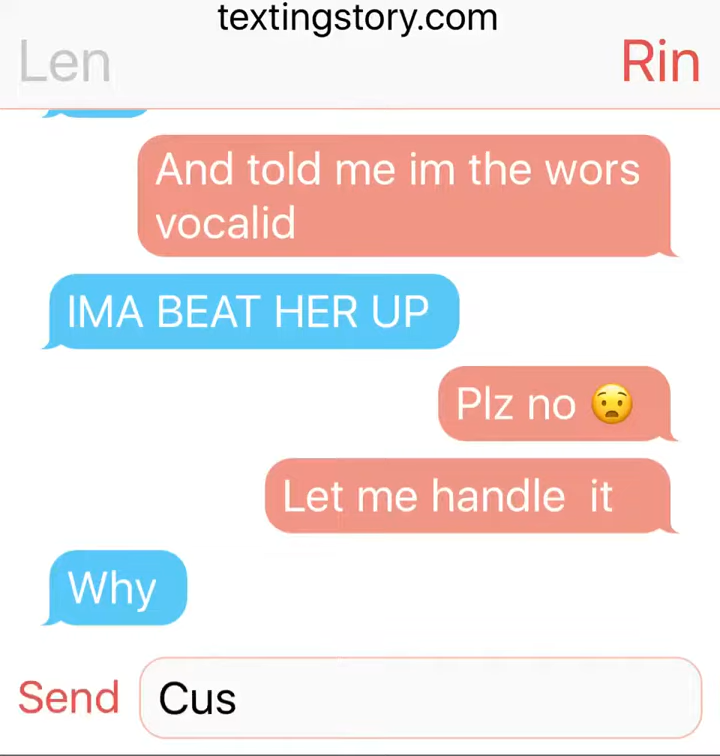 textingstory.com
Len
Rin
And told me im the wors
vocalid
IMA BEAT HER UP
Plz no 😧
Let me handle  it
Why
Send
Cus